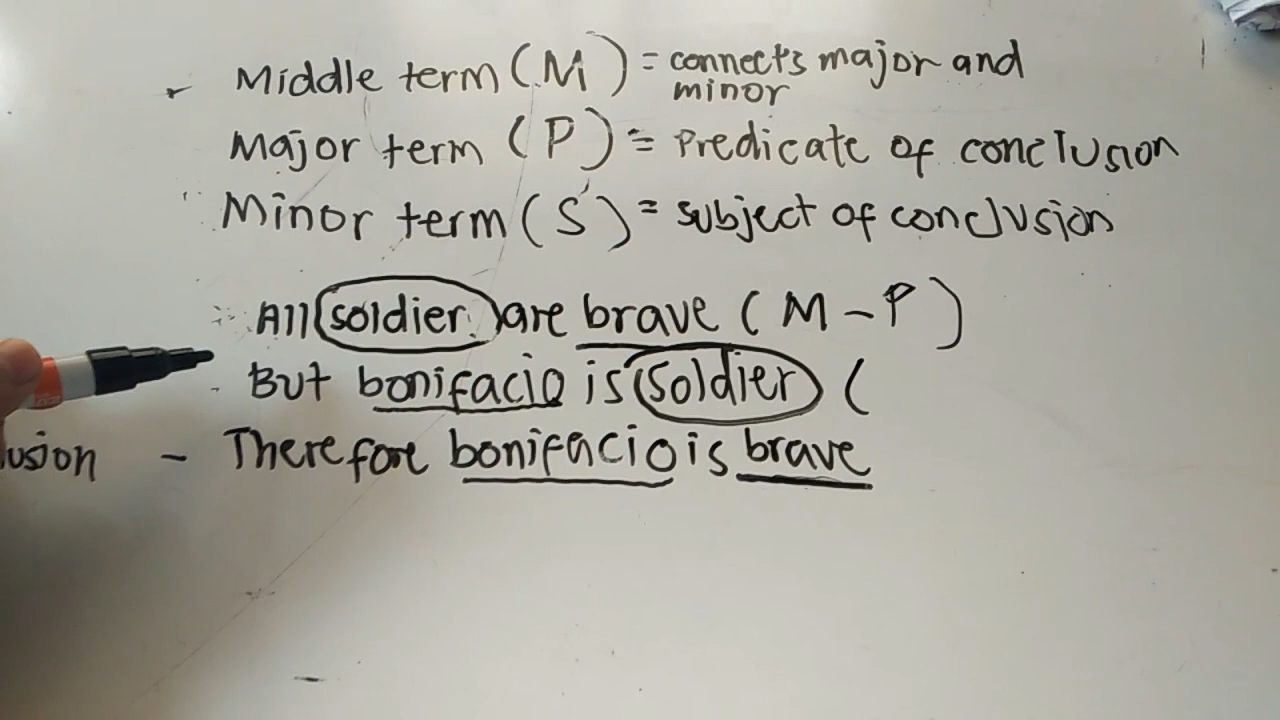 Middle term (M) = connects major and
minor
Major term (P) = Predicate of conclusion
Minor term (S) = subject of conclusion
All soldier are brave (M - P)
But bonifacio is soldier (
lusion - Therefore bonifacio is brave